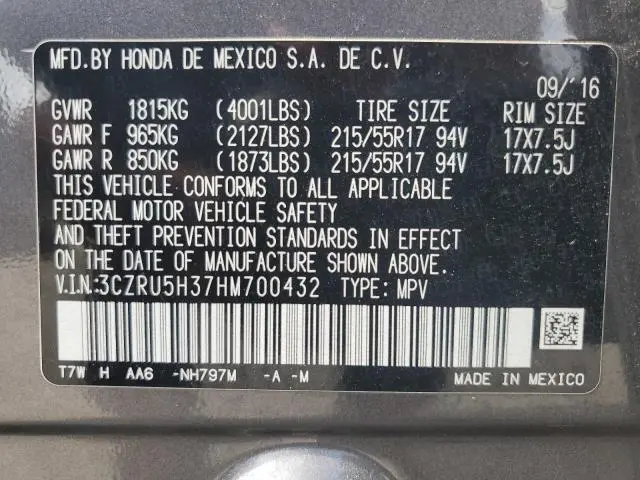 MFD.BY HONDA DE MEXICO S.A. DE C.V.
09/'16
GVWR 1815KG (4001LBS) TIRE SIZE RIM SIZE
GAWR F 965KG (2127LBS) 215/55R17 94V 17X7.5J
GAWR R 850KG (1873LBS) 215/55R17 94V 17X7.5J
THIS VEHICLE CONFORMS TO ALL APPLICABLE
FEDERAL MOTOR VEHICLE SAFETY
AND THEFT PREVENTION STANDARDS IN EFFECT
ON THE DATE OF MANUFACTURE SHOWN ABOVE.
V.I.N.:3CZRU5H37HM700432 TYPE: MPV
T7W H AA6 -NH797M -A -M MADE IN MEXICO